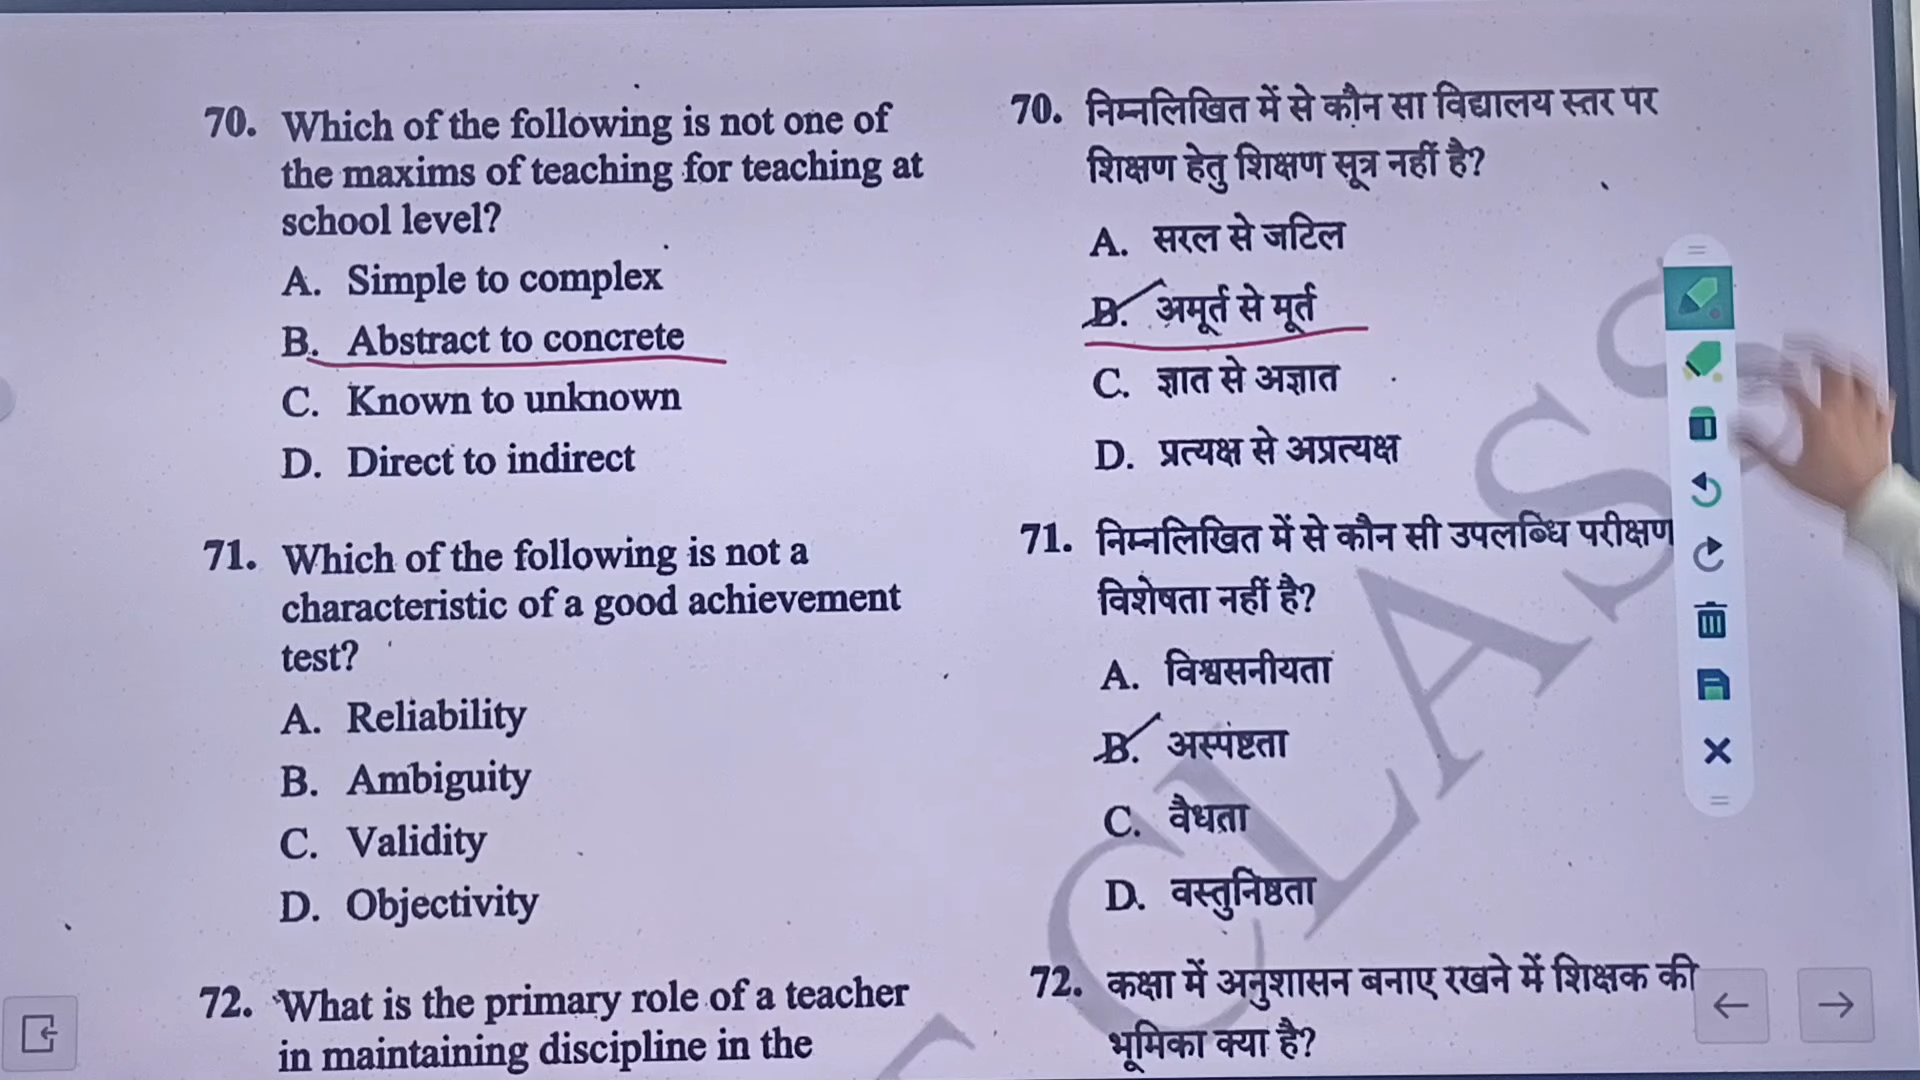 70. Which of the following is not one of
the maxims of teaching for teaching at
school level?
A. Simple to complex
B. Abstract to concrete
C. Known to unknown
D. Direct to indirect
71. Which of the following is not a
characteristic of a good achievement
test?
A. Reliability
B. Ambiguity
C. Validity
D. Objectivity
72. What is the primary role of a teacher
in maintaining discipline in the
70. निम्नलिखित में से कौन सा विद्यालय स्तर पर
शिक्षण हेतु शिक्षण सूत्र नहीं है?
A. सरल से जटिल
B. अमूर्त से मूर्त
C. ज्ञात से अज्ञात
D. प्रत्यक्ष से अप्रत्यक्ष
71. निम्नलिखित में से कौन सी उपलब्धि परीक्षण
विशेषता नहीं है?
A. विश्वसनीयता
B. अस्पष्टता
C. वैधता
D. वस्तुनिष्ठता
72. कक्षा में अनुशासन बनाए रखने में शिक्षक की
भूमिका क्या है?
CLASS